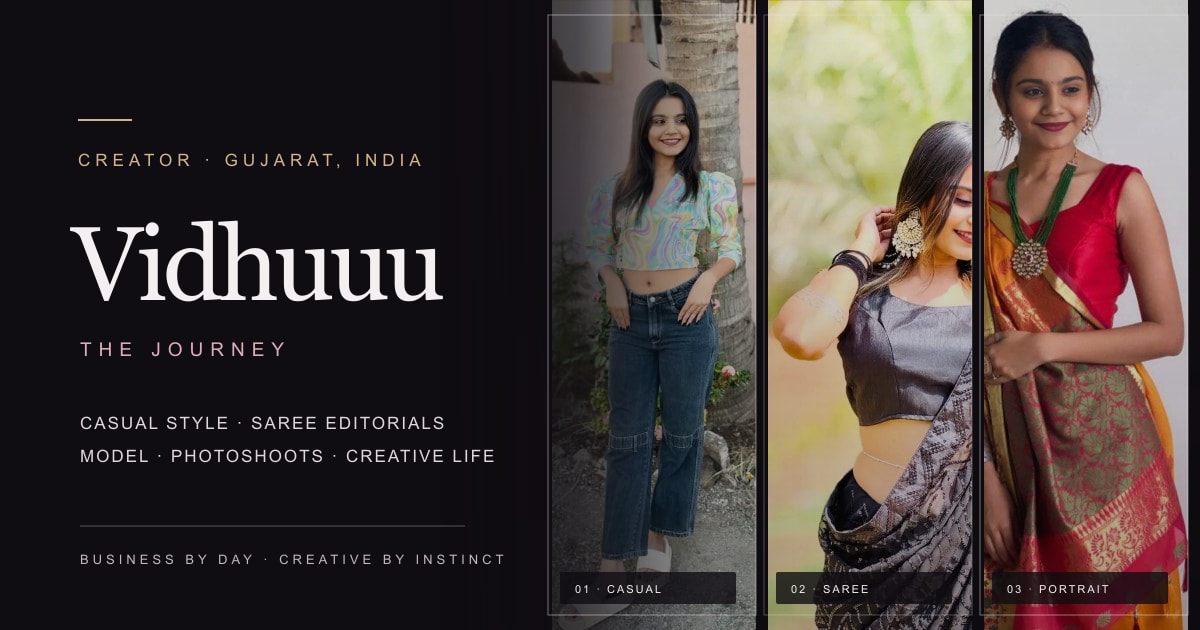 CREATOR · GUJARAT, INDIA
Vidhuuu
THE JOURNEY
CASUAL STYLE · SAREE EDITORIALS
MODEL · PHOTOSHOOTS · CREATIVE LIFE
BUSINESS BY DAY · CREATIVE BY INSTINCT
01 · CASUAL
02 · SAREE
03 · PORTRAIT